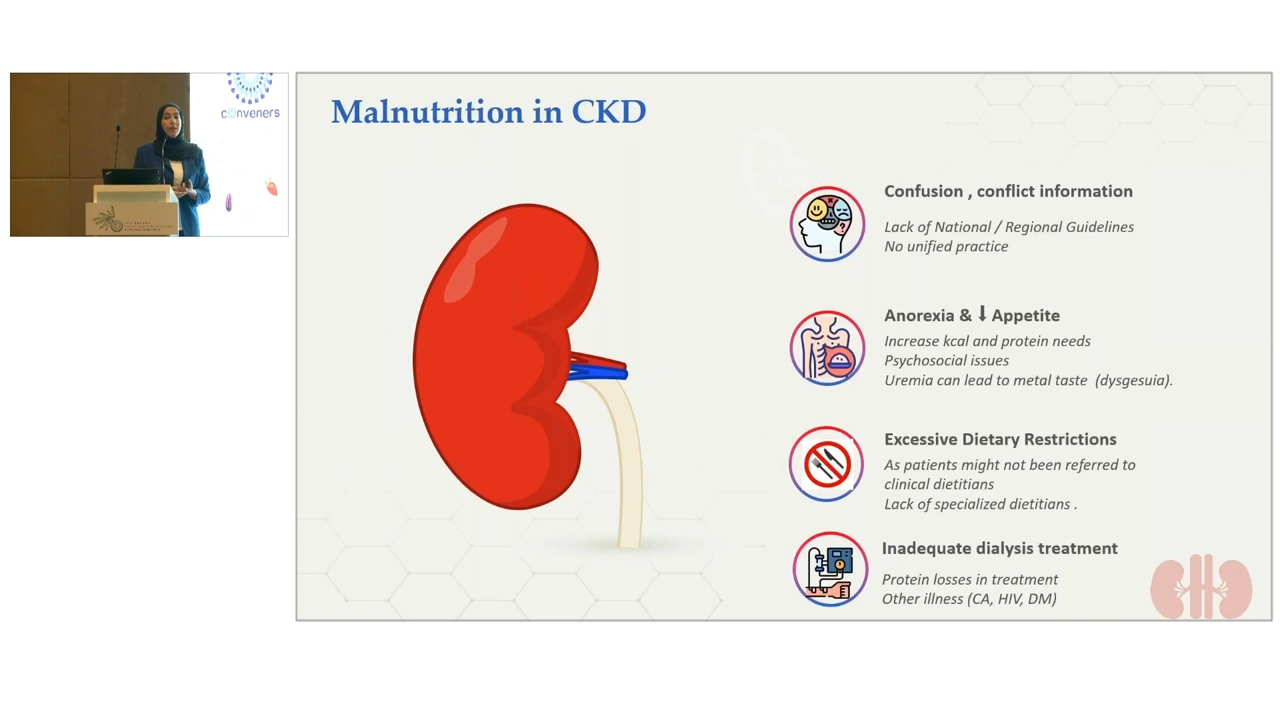 conveners
Malnutrition in CKD
Confusion , conflict information
Lack of National / Regional Guidelines
No unified practice
Anorexia & ⬇ Appetite
Increase kcal and protein needs
Psychosocial issues
Uremia can lead to metal taste (dysgesuia).
Excessive Dietary Restrictions
As patients might not been referred to
clinical dietitians
Lack of specialized dietitians .
Inadequate dialysis treatment
Protein losses in treatment
Other illness (CA, HIV, DM)